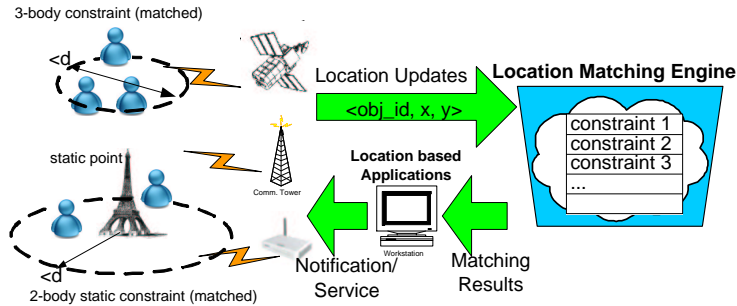 3-body constraint (matched)
<d
Location Updates
<obj_id, x, y>
Location Matching Engine
constraint 1
constraint 2
constraint 3
...
static point
Comm. Tower
Location based
Applications
Workstation
<d
2-body static constraint (matched)
Notification/
Service
Matching
Results